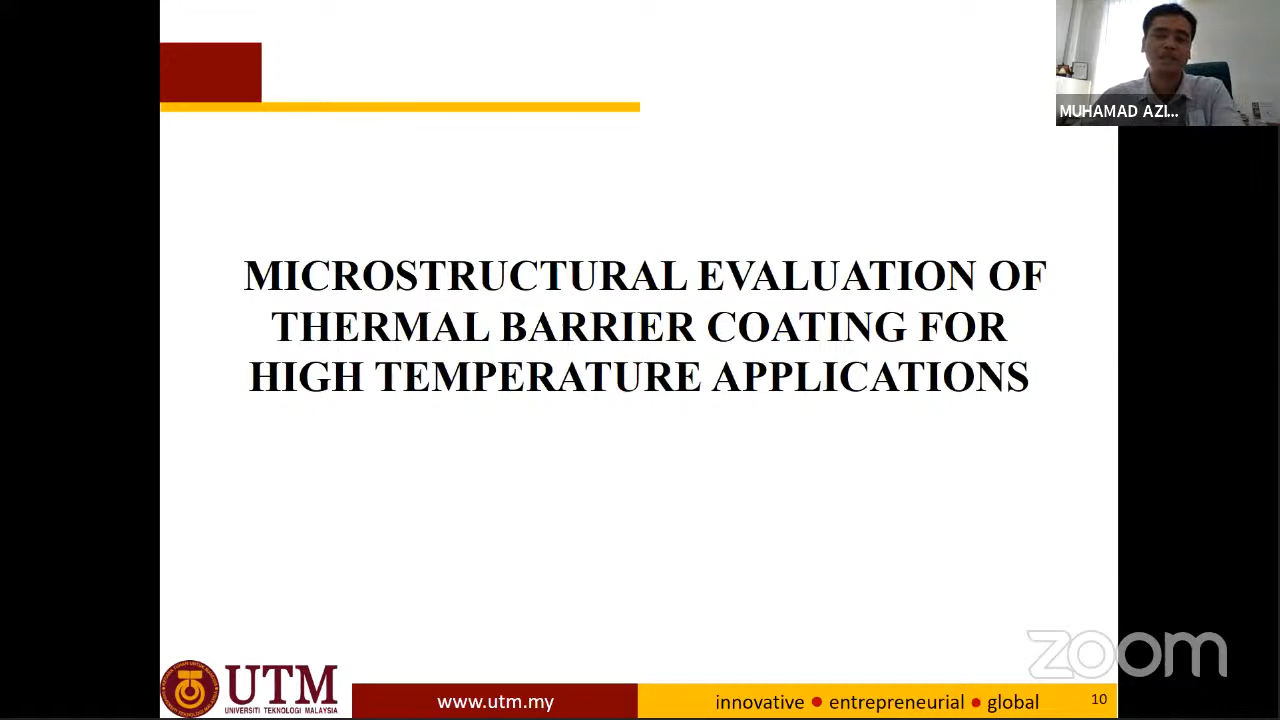 MUHAMAD AZI...
MICROSTRUCTURAL EVALUATION OF
THERMAL BARRIER COATING FOR
HIGH TEMPERATURE APPLICATIONS
zoom
UTM
UNIVERSITI TEKNOLOGI MALAYSIA
www.utm.my
innovative ● entrepreneurial ● global
10